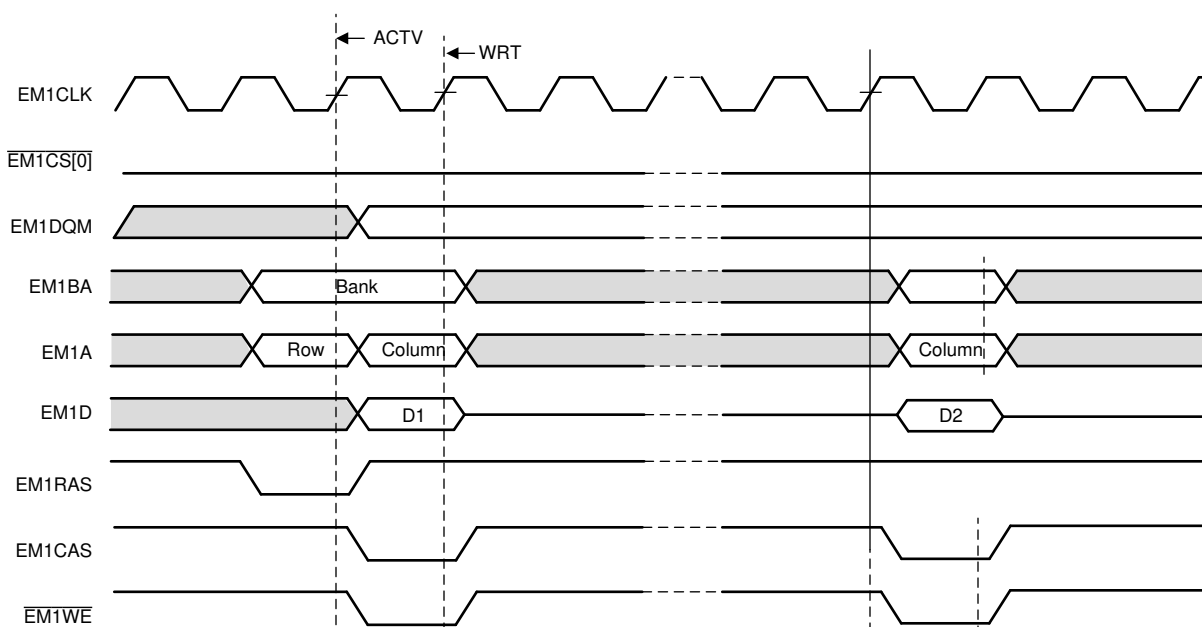 ACTV
WRT
EM1CLK
EM1CS[0]
EM1DQM
EM1BA
Bank
EM1A
Row
Column
Column
EM1D
D1
D2
EM1RAS
EM1CAS
EM1WE